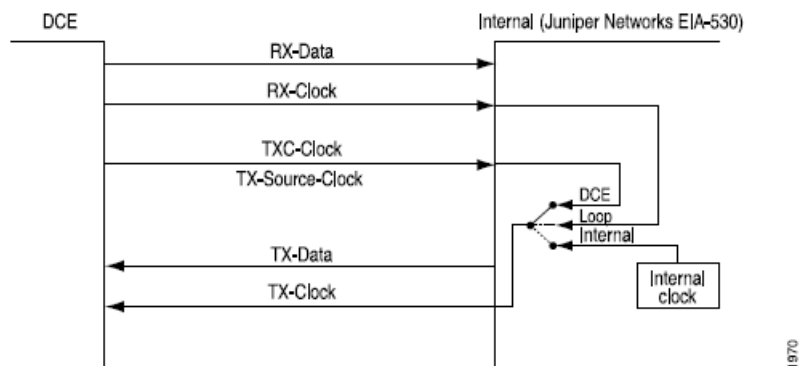 DCE
Internal (Juniper Networks EIA-530)
RX-Data
RX-Clock
TXC-Clock
TX-Source-Clock
DCE
Loop
Internal
TX-Data
TX-Clock
Internal
clock
1970